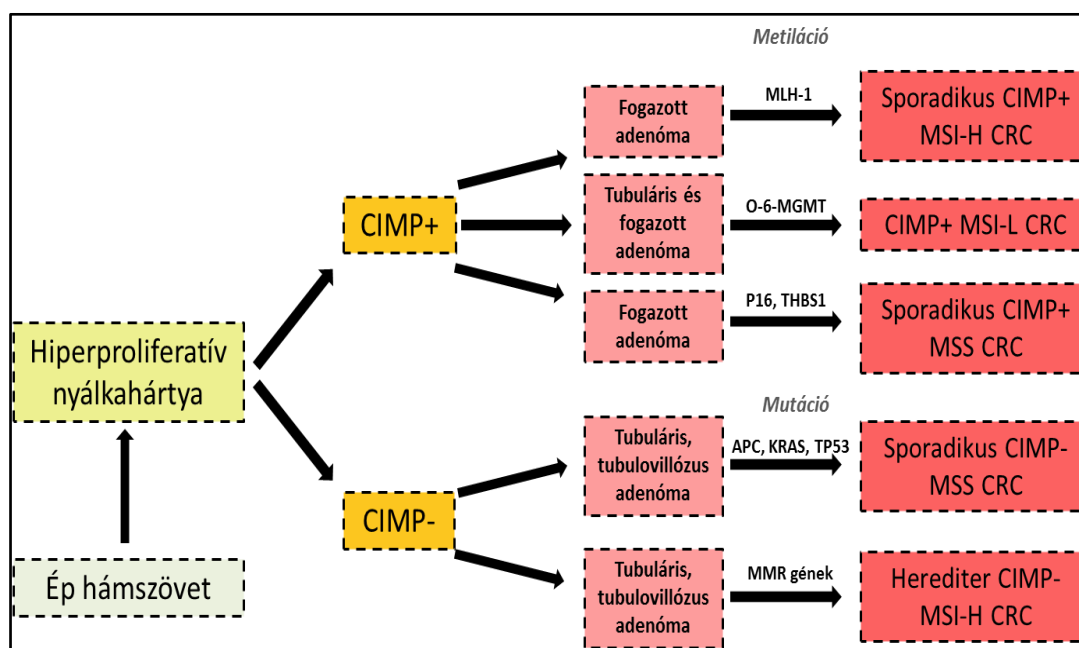 Metiláció
Fogazott
adenóma
MLH-1
Sporadikus CIMP+
MSI-H CRC
CIMP+
Tubuláris és
fogazott
adenóma
O-6-MGMT
CIMP+ MSI-L CRC
Fogazott
adenóma
P16, THBS1
Sporadikus CIMP+
MSS CRC
Hiperproliferatív
nyálkahártya
Mutáció
Tubuláris,
tubulovillózus
adenóma
APC, KRAS, TP53
Sporadikus CIMP-
MSS CRC
CIMP-
Ép hámszövet
Tubuláris,
tubulovillózus
adenóma
MMR gének
Herediter CIMP-
MSI-H CRC